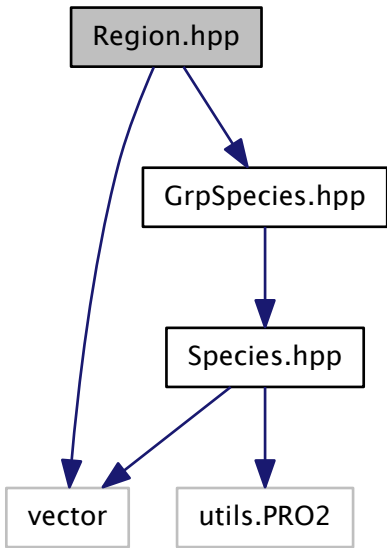 Region.hpp
GrpSpecies.hpp
Species.hpp
vector
utils.PRO2